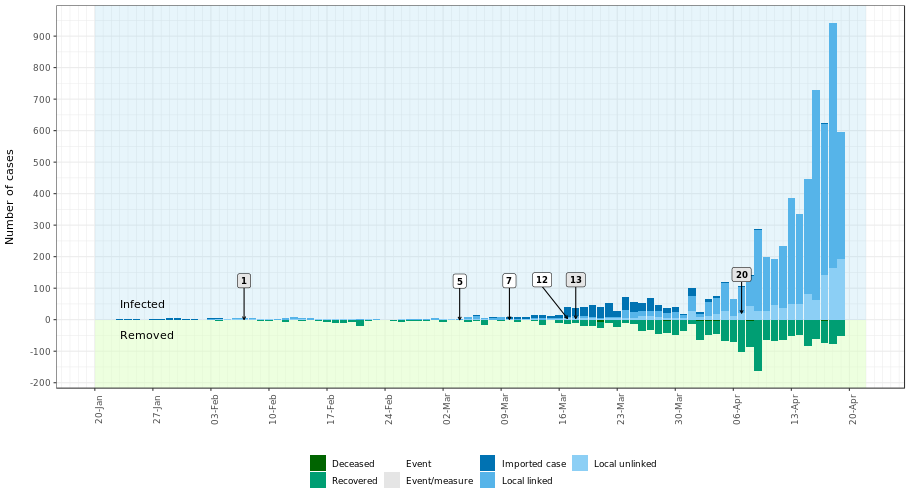 Number of cases
900
800
700
600
500
400
300
200
100
0
-100
-200
Infected
Removed
1
5
7
12
13
20
20-Jan
27-Jan
03-Feb
10-Feb
17-Feb
24-Feb
02-Mar
09-Mar
16-Mar
23-Mar
30-Mar
06-Apr
13-Apr
20-Apr
Deceased Event Imported case Local unlinked
Recovered Event/measure Local linked